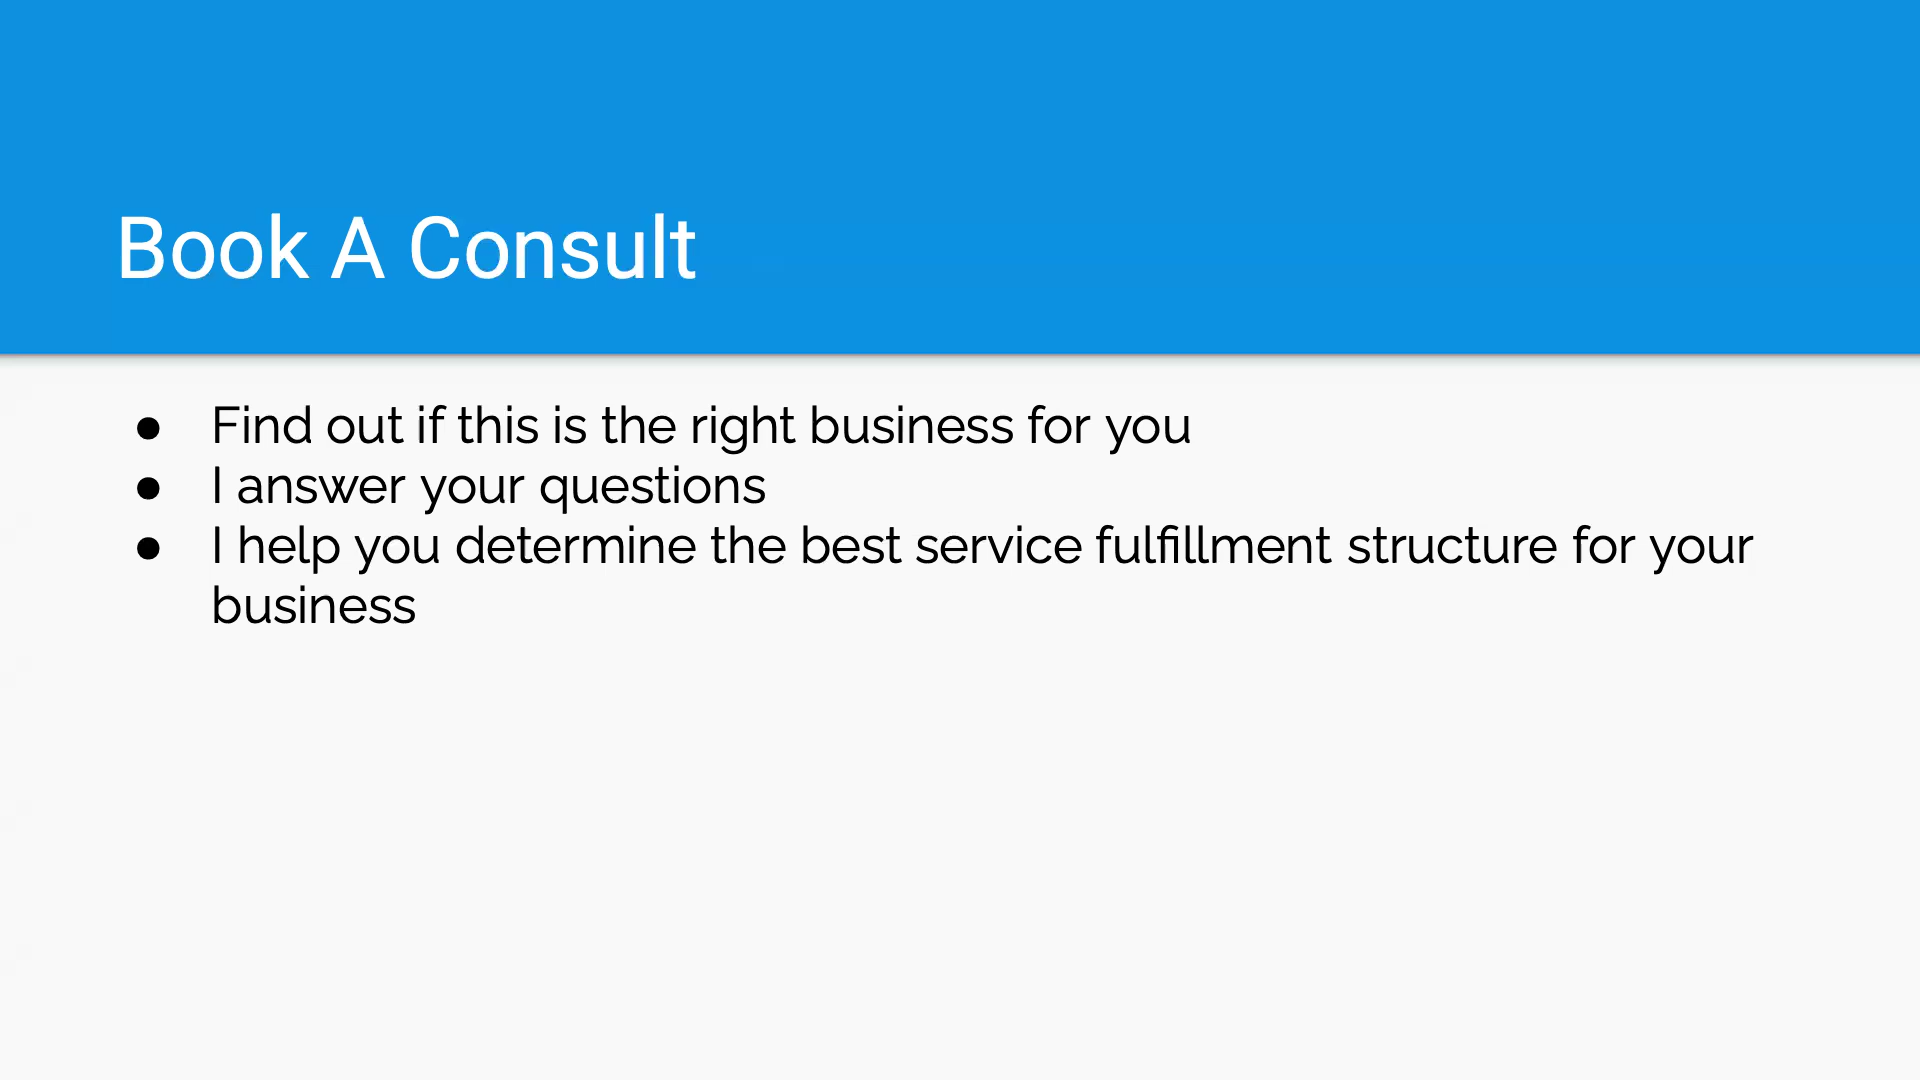 Book A Consult
● Find out if this is the right business for you
● I answer your questions
● I help you determine the best service fulfillment structure for your
business